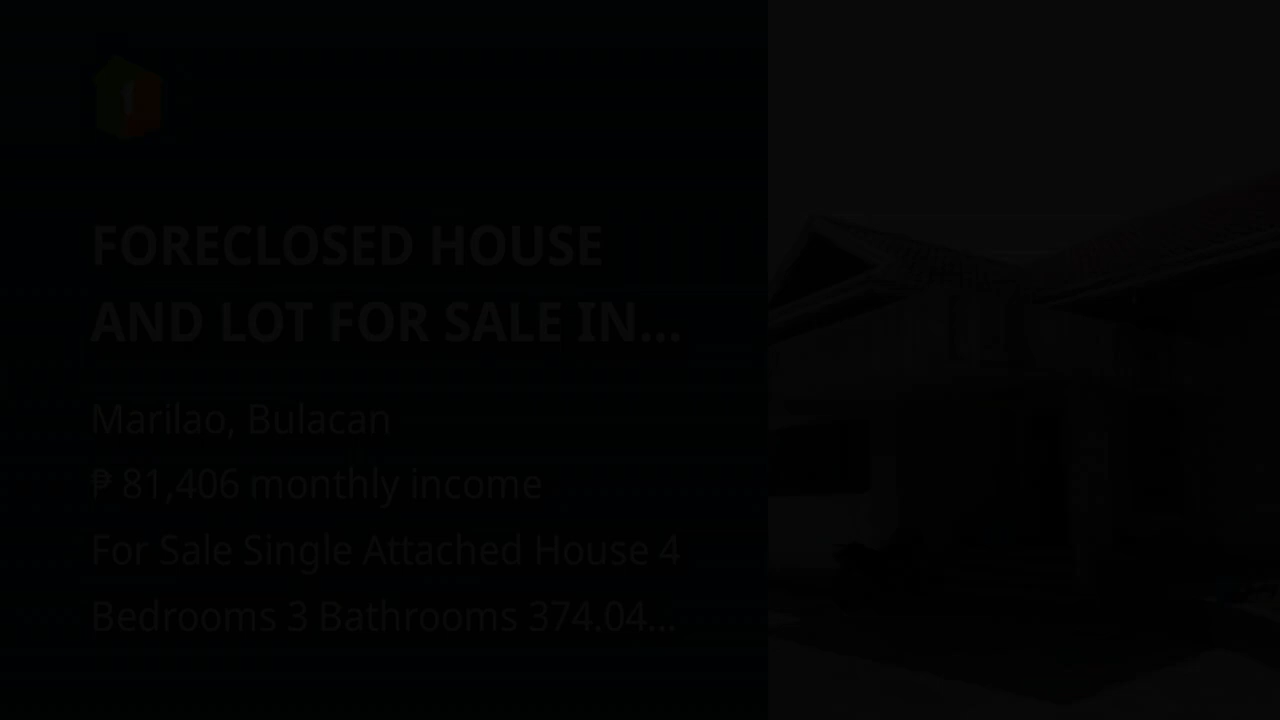 FORECLOSED HOUSE
AND LOT FOR SALE IN...
Marilao, Bulacan
₱ 81,406 monthly income
For Sale Single Attached House 4
Bedrooms 3 Bathrooms 374.04...